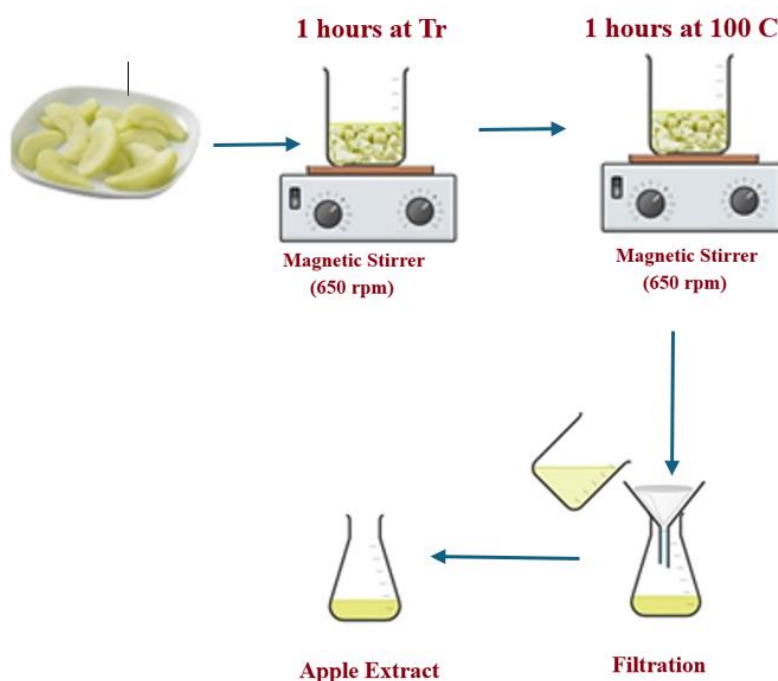 1 hours at Tr
1 hours at 100 C
Magnetic Stirrer
(650 rpm)
Magnetic Stirrer
(650 rpm)
Apple Extract
Filtration